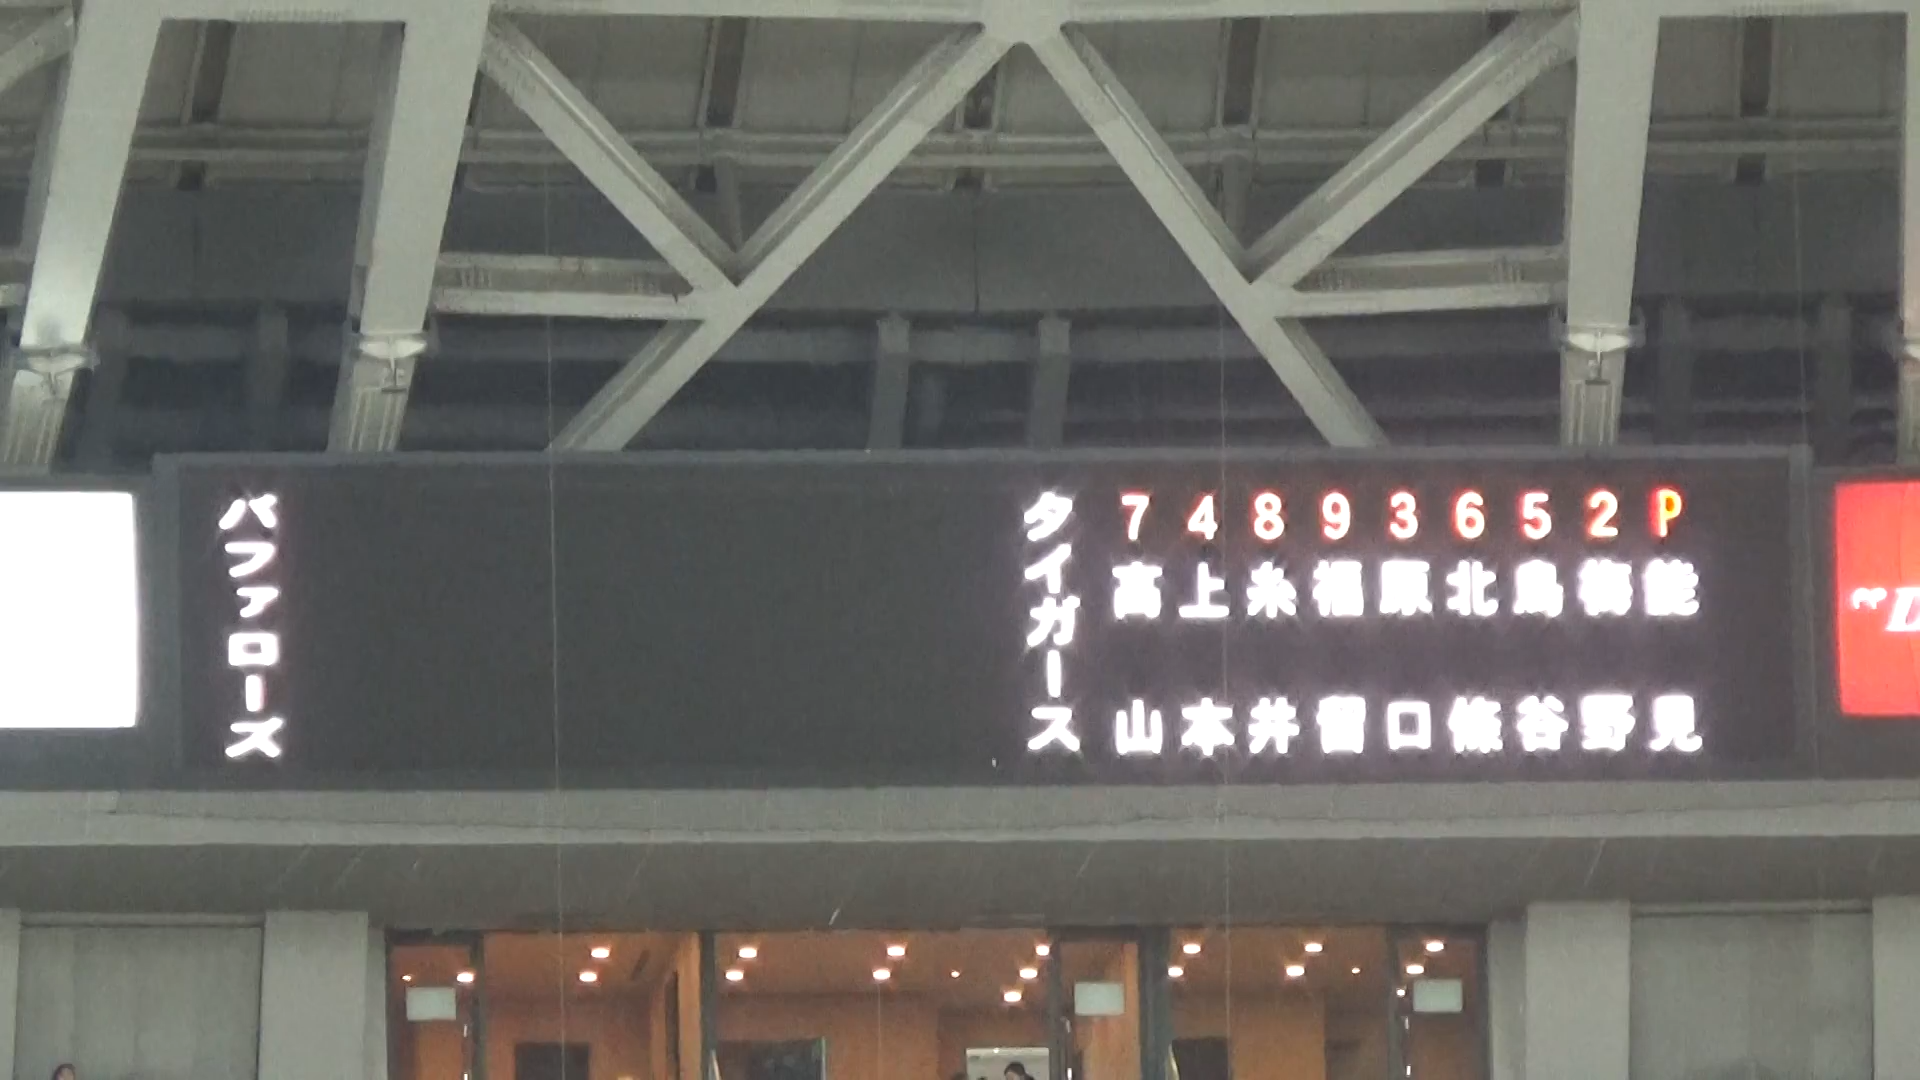 バファローズ
タイガース
7 4 8 9 3 6 5 2 P
高山
上本
糸井
福留
原口
北條
鳥谷
梅野
能見